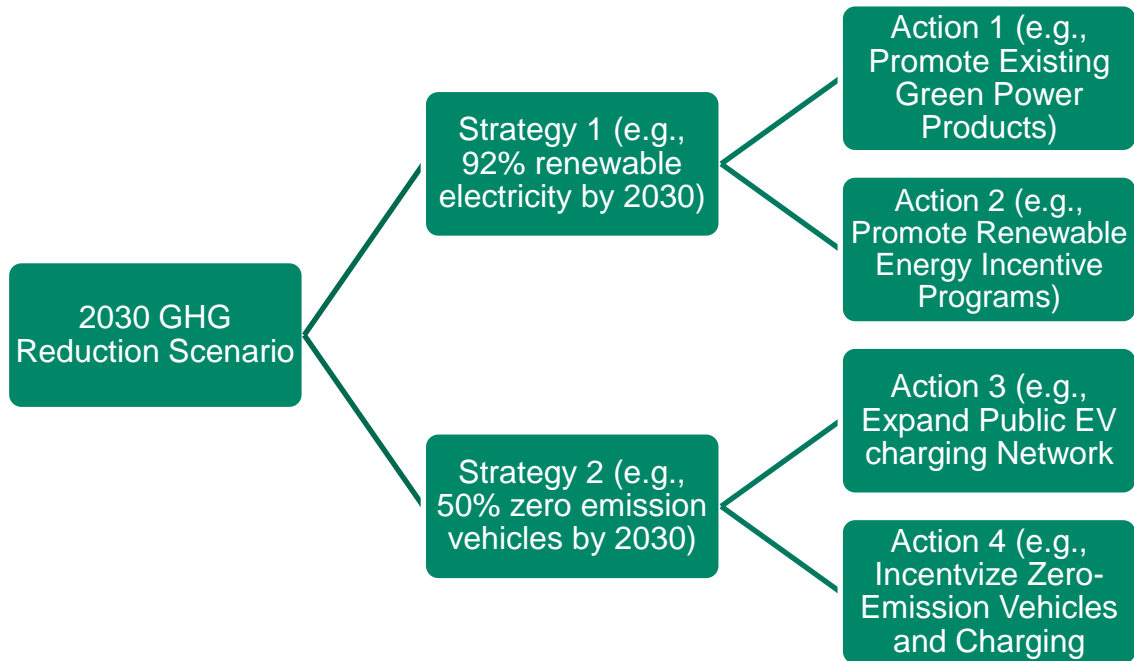 2030 GHG
Reduction Scenario
Strategy 1 (e.g.,
92% renewable
electricity by 2030)
Action 1 (e.g.,
Promote Existing
Green Power
Products)
Action 2 (e.g.,
Promote Renewable
Energy Incentive
Programs)
Strategy 2 (e.g.,
50% zero emission
vehicles by 2030)
Action 3 (e.g.,
Expand Public EV
charging Network
Action 4 (e.g.,
Incentvize Zero-
Emission Vehicles
and Charging